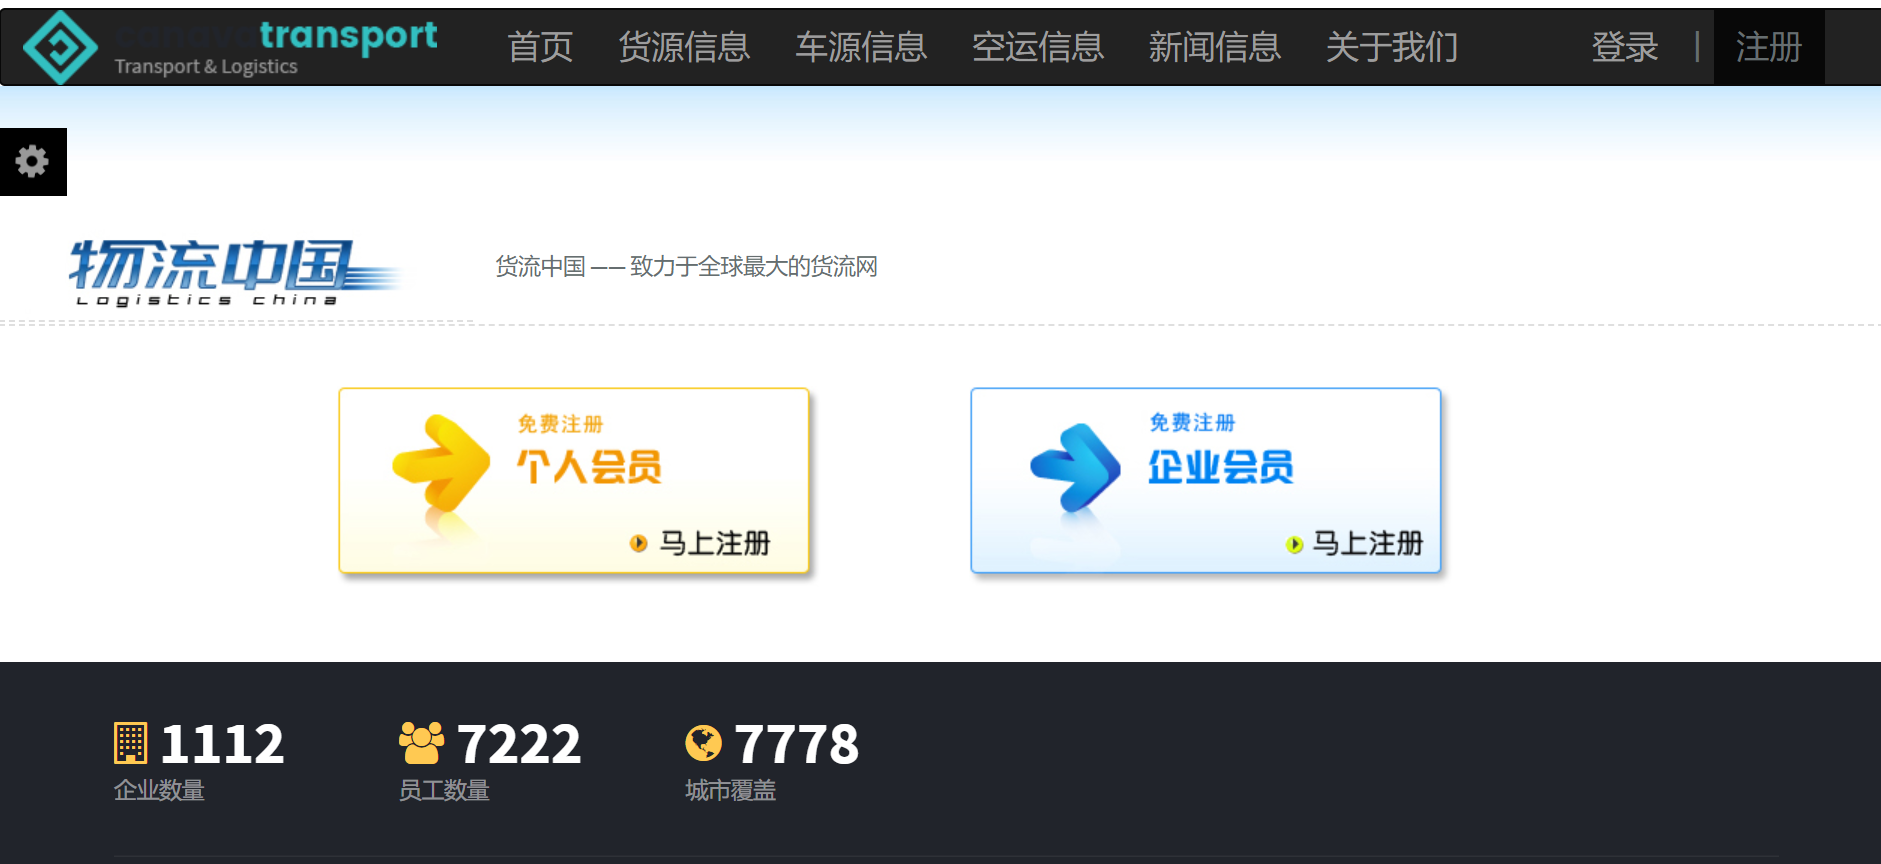 canavatransport
Transport & Logistics
首页 货源信息 车源信息 空运信息 新闻信息 关于我们 登录 | 注册
物流中国
Logistics china
货流中国 —— 致力于全球最大的货流网
免费注册
个人会员
马上注册
免费注册
企业会员
马上注册
1112 7222 7778
企业数量 员工数量 城市覆盖